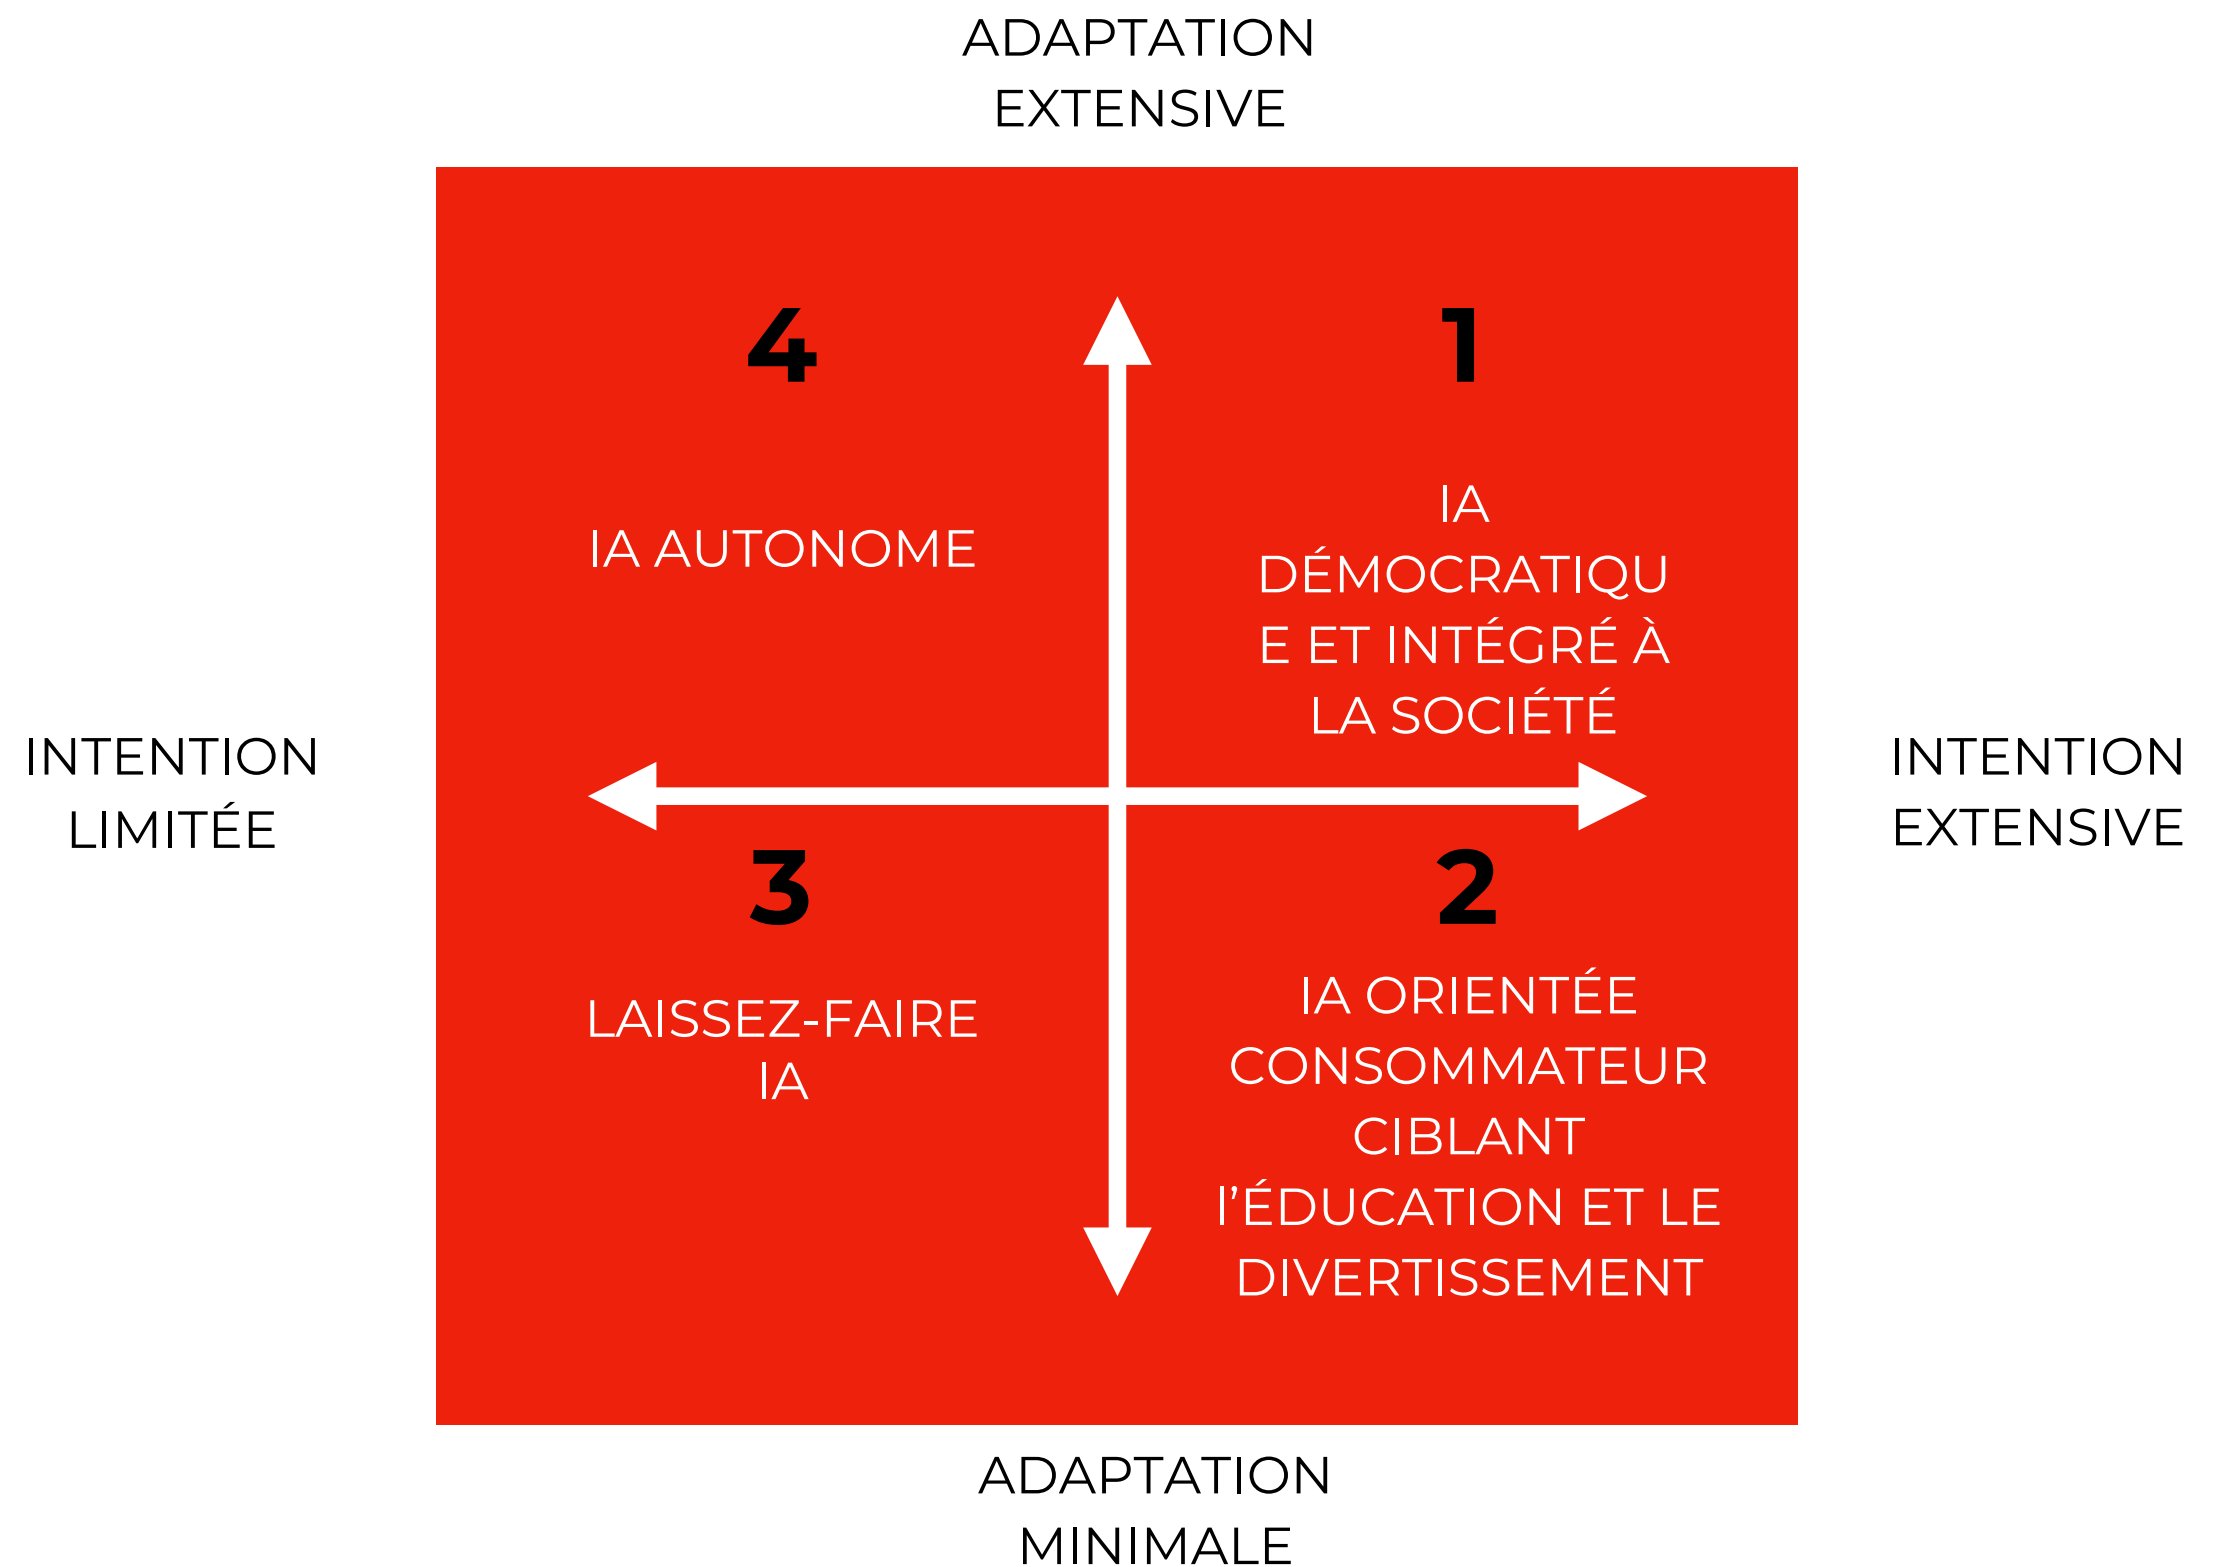 ADAPTATION
EXTENSIVE
4
IA AUTONOME
1
IA
DÉMOCRATIQU
E ET INTÉGRÉ À
LA SOCIÉTÉ
INTENTION
LIMITÉE
INTENTION
EXTENSIVE
3
LAISSEZ-FAIRE
IA
2
IA ORIENTÉE
CONSOMMATEUR
CIBLANT
l’ÉDUCATION ET LE
DIVERTISSEMENT
ADAPTATION
MINIMALE